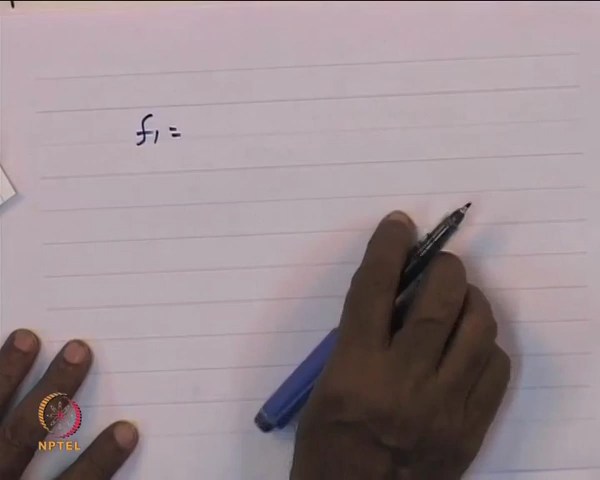 f₁ =
NPTEL